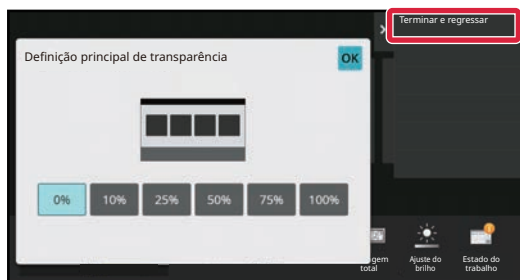 Terminar e regressar
Definição principal de transparência
OK
0%
10%
25%
50%
75%
100%
total
Ajuste do
brilho
Estado do
trabalho